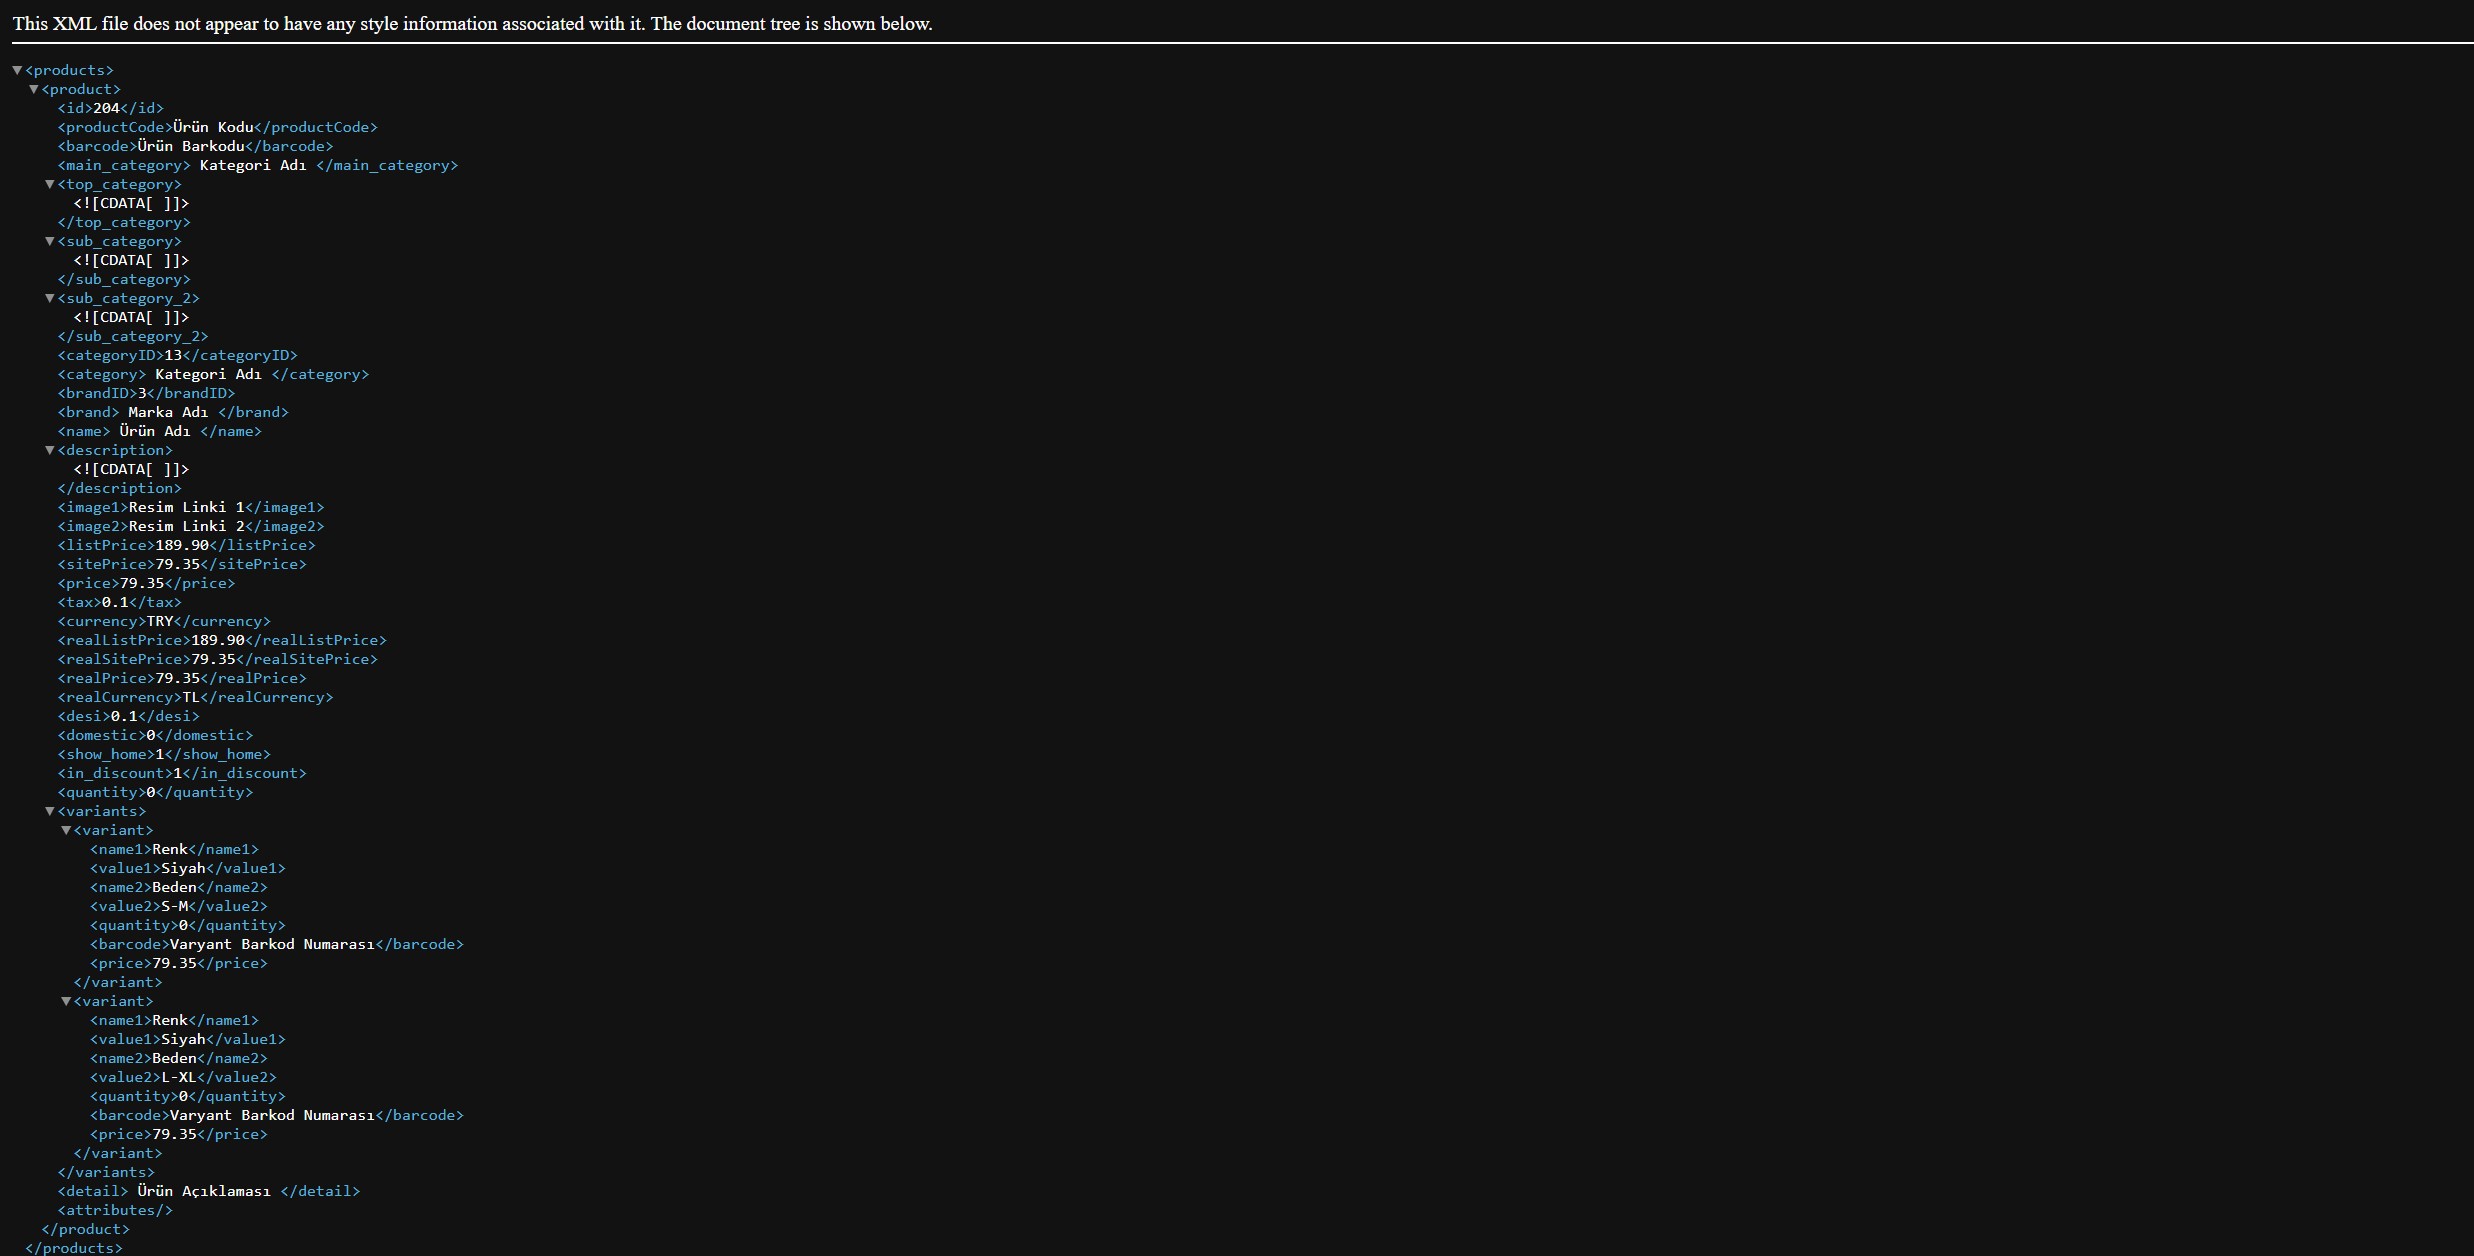 This XML file does not appear to have any style information associated with it. The document tree is shown below.
<products>
<product>
<id>204</id>
<productCode>Ürün Kodu</productCode>
<barcode>Ürün Barkodu</barcode>
<main_category> Kategori Adı </main_category>
<top_category>
<![CDATA[ ]]>
</top_category>
<sub_category>
<![CDATA[ ]]>
</sub_category>
<sub_category_2>
<![CDATA[ ]]>
</sub_category_2>
<categoryID>13</categoryID>
<category> Kategori Adı </category>
<brandID>3</brandID>
<brand> Marka Adı </brand>
<name> Ürün Adı </name>
<description>
<![CDATA[ ]]>
</description>
<image1>Resim Linki 1</image1>
<image2>Resim Linki 2</image2>
<listPrice>189.90</listPrice>
<sitePrice>79.35</sitePrice>
<price>79.35</price>
<tax>0.1</tax>
<currency>TRY</currency>
<realListPrice>189.90</realListPrice>
<realSitePrice>79.35</realSitePrice>
<realPrice>79.35</realPrice>
<realCurrency>TL</realCurrency>
<desi>0.1</desi>
<domestic>0</domestic>
<show_home>1</show_home>
<in_discount>1</in_discount>
<quantity>0</quantity>
<variants>
<variant>
<name1>Renk</name1>
<value1>Siyah</value1>
<name2>Beden</name2>
<value2>S-M</value2>
<quantity>0</quantity>
<barcode>Varyant Barkod Numarası</barcode>
<price>79.35</price>
</variant>
<variant>
<name1>Renk</name1>
<value1>Siyah</value1>
<name2>Beden</name2>
<value2>L-XL</value2>
<quantity>0</quantity>
<barcode>Varyant Barkod Numarası</barcode>
<price>79.35</price>
</variant>
</variants>
<detail> Ürün Açıklaması </detail>
<attributes/>
</product>
</products>